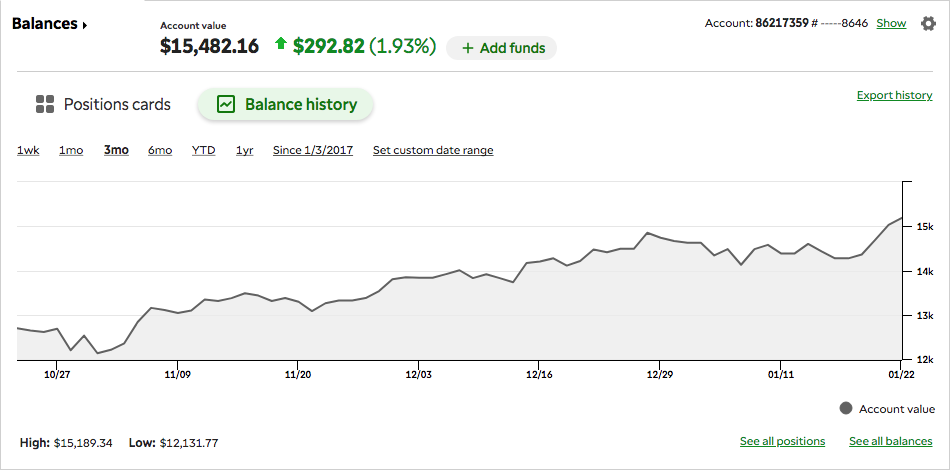 Balances
Account value
$15,482.16 $292.82 (1.93%) + Add funds
Account: 86217359 # -----8646 Show
Positions cards Balance history
Export history
1wk 1mo 3mo 6mo YTD 1yr Since 1/3/2017 Set custom date range
15k
14k
13k
12k
10/27 11/09 11/20 12/03 12/16 12/29 01/11 01/22
Account value
High: $15,189.34 Low: $12,131.77
See all positions See all balances